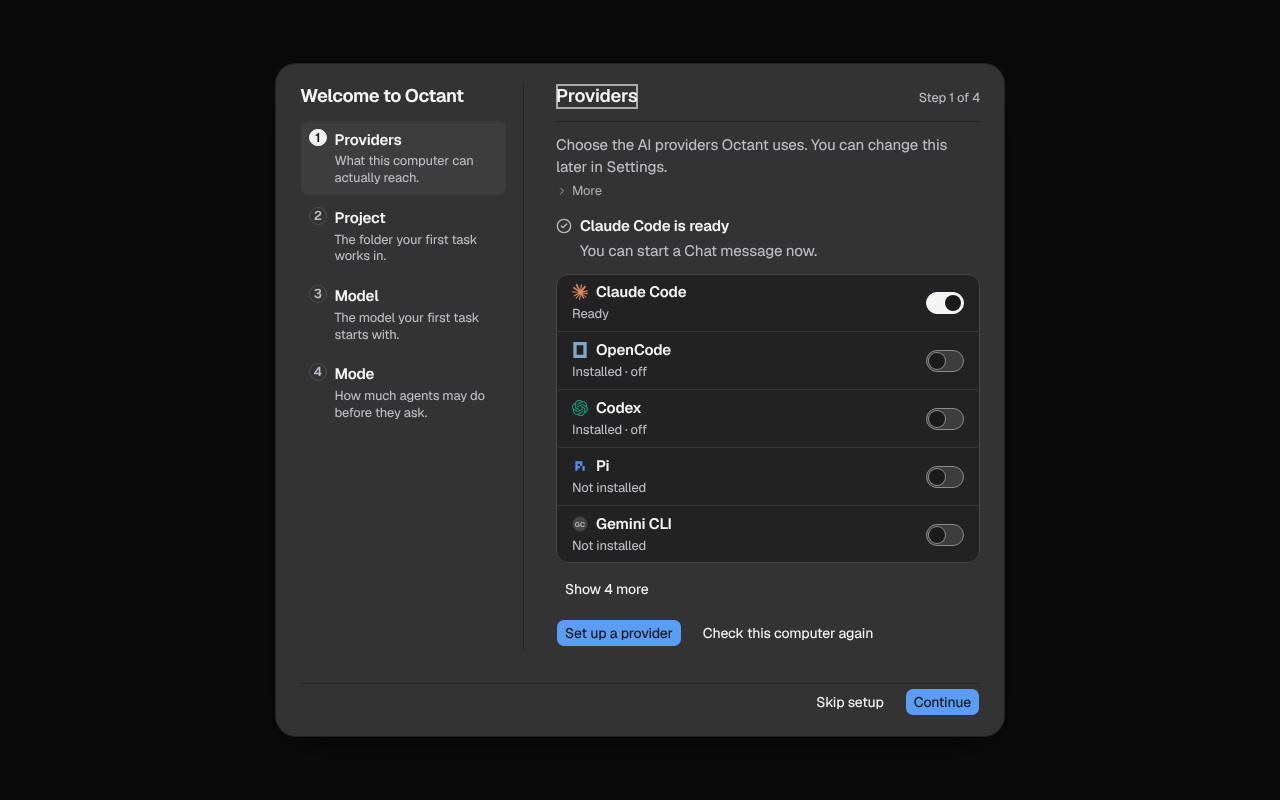 Welcome to Octant
1
Providers
What this computer can
actually reach.
2
Project
The folder your first task
works in.
3
Model
The model your first task
starts with.
4
Mode
How much agents may do
before they ask.
Providers
Step 1 of 4
Choose the AI providers Octant uses. You can change this
later in Settings.
More
Claude Code is ready
You can start a Chat message now.
Claude Code
Ready
OpenCode
Installed · off
Codex
Installed · off
Pi
Not installed
GC
Gemini CLI
Not installed
Show 4 more
Set up a provider
Check this computer again
Skip setup
Continue